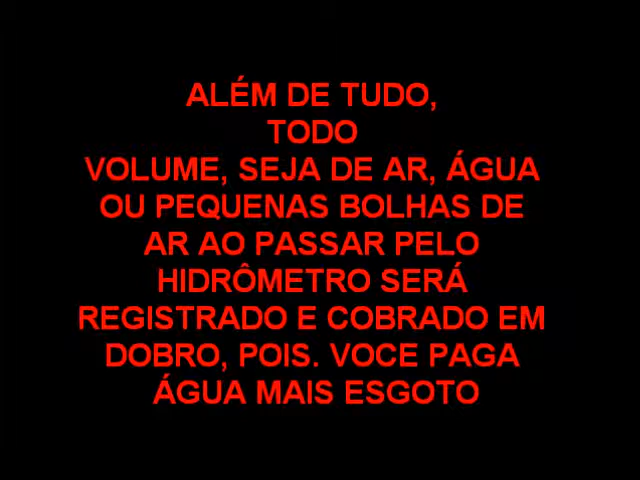 ALÉM DE TUDO,
TODO
VOLUME, SEJA DE AR, ÁGUA
OU PEQUENAS BOLHAS DE
AR AO PASSAR PELO
HIDRÔMETRO SERÁ
REGISTRADO E COBRADO EM
DOBRO, POIS. VOCE PAGA
ÁGUA MAIS ESGOTO